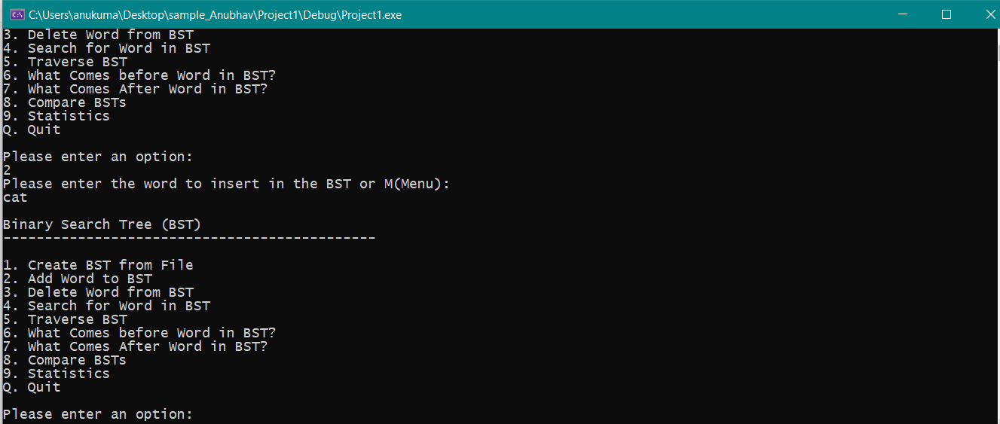 C:\Users\anukuma\Desktop\sample_Anubhav\Project1\Debug\Project1.exe
3. Delete Word from BST
4. Search for Word in BST
5. Traverse BST
6. What Comes before Word in BST?
7. What Comes After Word in BST?
8. Compare BSTs
9. Statistics
Q. Quit
Please enter an option:
2
Please enter the word to insert in the BST or M(Menu):
cat
Binary Search Tree (BST)
---------------------------------------------
1. Create BST from File
2. Add Word to BST
3. Delete Word from BST
4. Search for Word in BST
5. Traverse BST
6. What Comes before Word in BST?
7. What Comes After Word in BST?
8. Compare BSTs
9. Statistics
Q. Quit
Please enter an option: